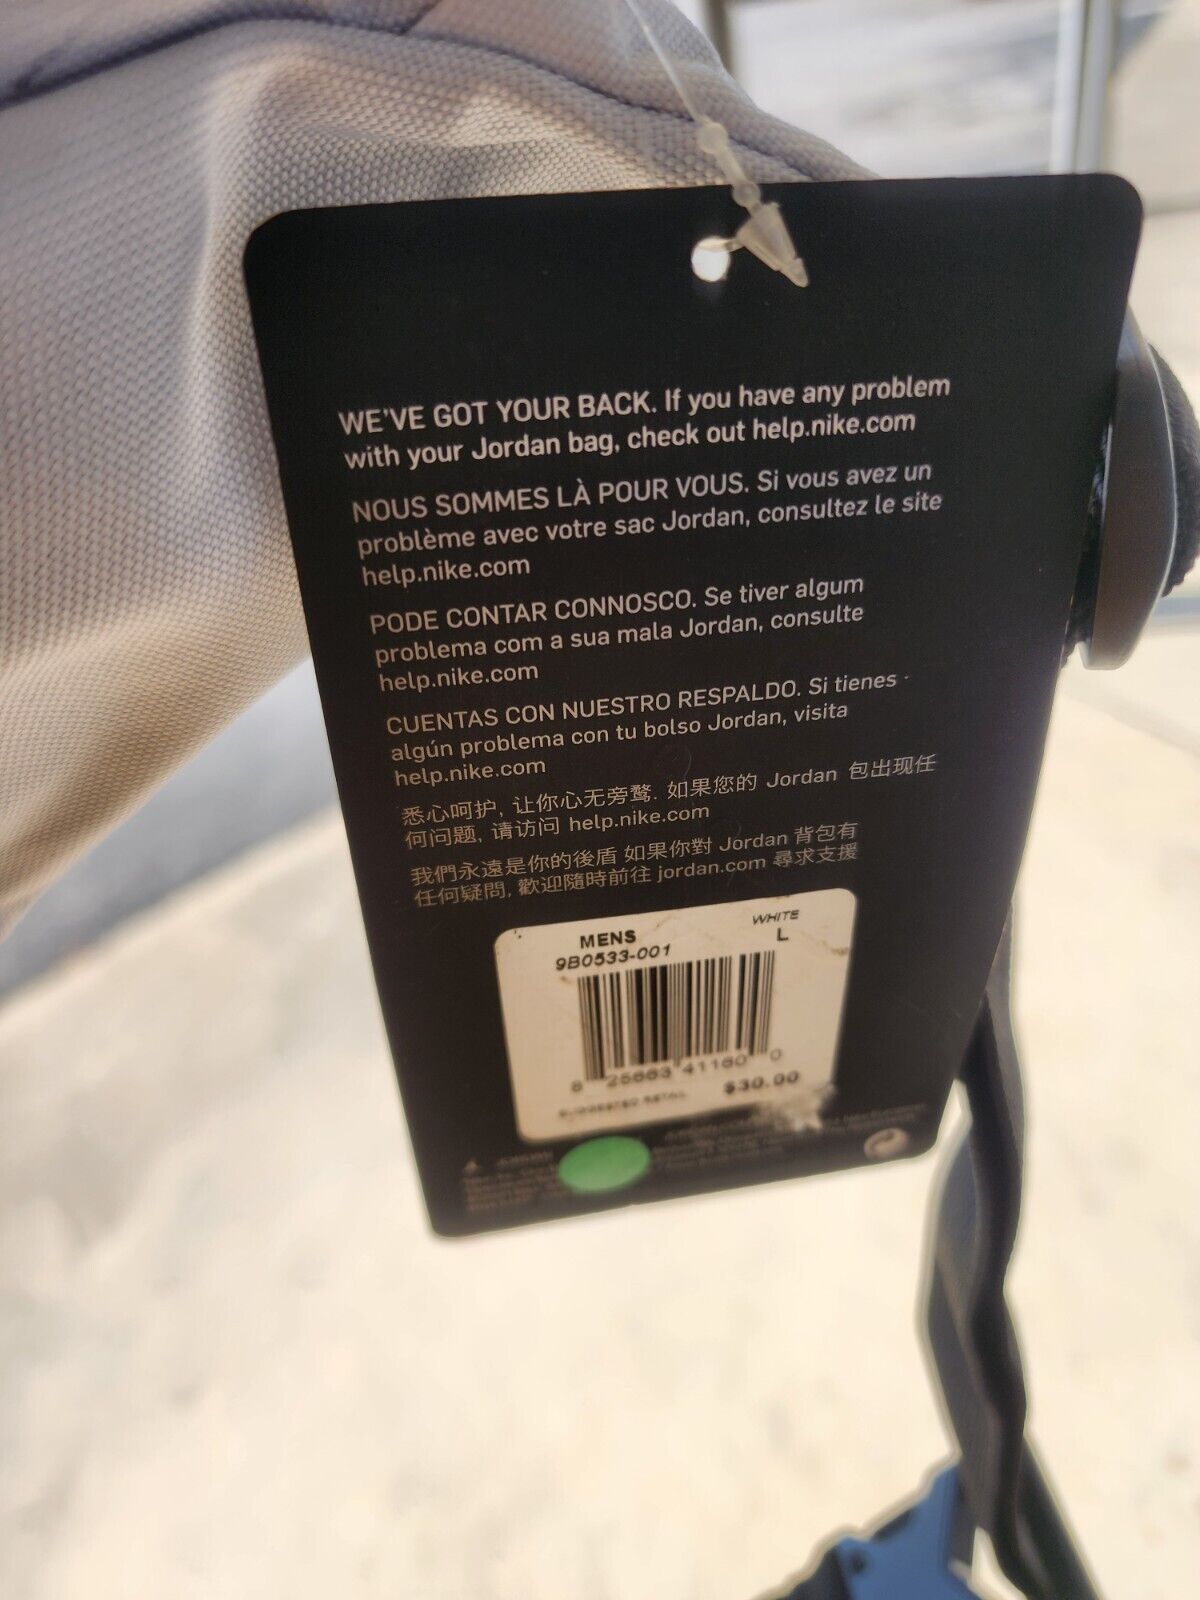 WE'VE GOT YOUR BACK. If you have any problem
with your Jordan bag, check out help.nike.com
NOUS SOMMES LÀ POUR VOUS. Si vous avez un
problème avec votre sac Jordan, consultez le site
help.nike.com
PODE CONTAR CONNOSCO. Se tiver algum
problema com a sua mala Jordan, consulte
help.nike.com
CUENTAS CON NUESTRO RESPALDO. Si tienes
algún problema con tu bolso Jordan, visita
help.nike.com
悉心呵护, 让你心无旁骛. 如果您的 Jordan 包出现任
何问题, 请访问 help.nike.com
我們永遠是你的後盾 如果你對 Jordan 背包有
任何疑問, 歡迎隨時前往 jordan.com 尋求支援
WHITE
MENS L
9B0533-001
8 25663 41160 0
$30.00
SUGGESTED RETAIL